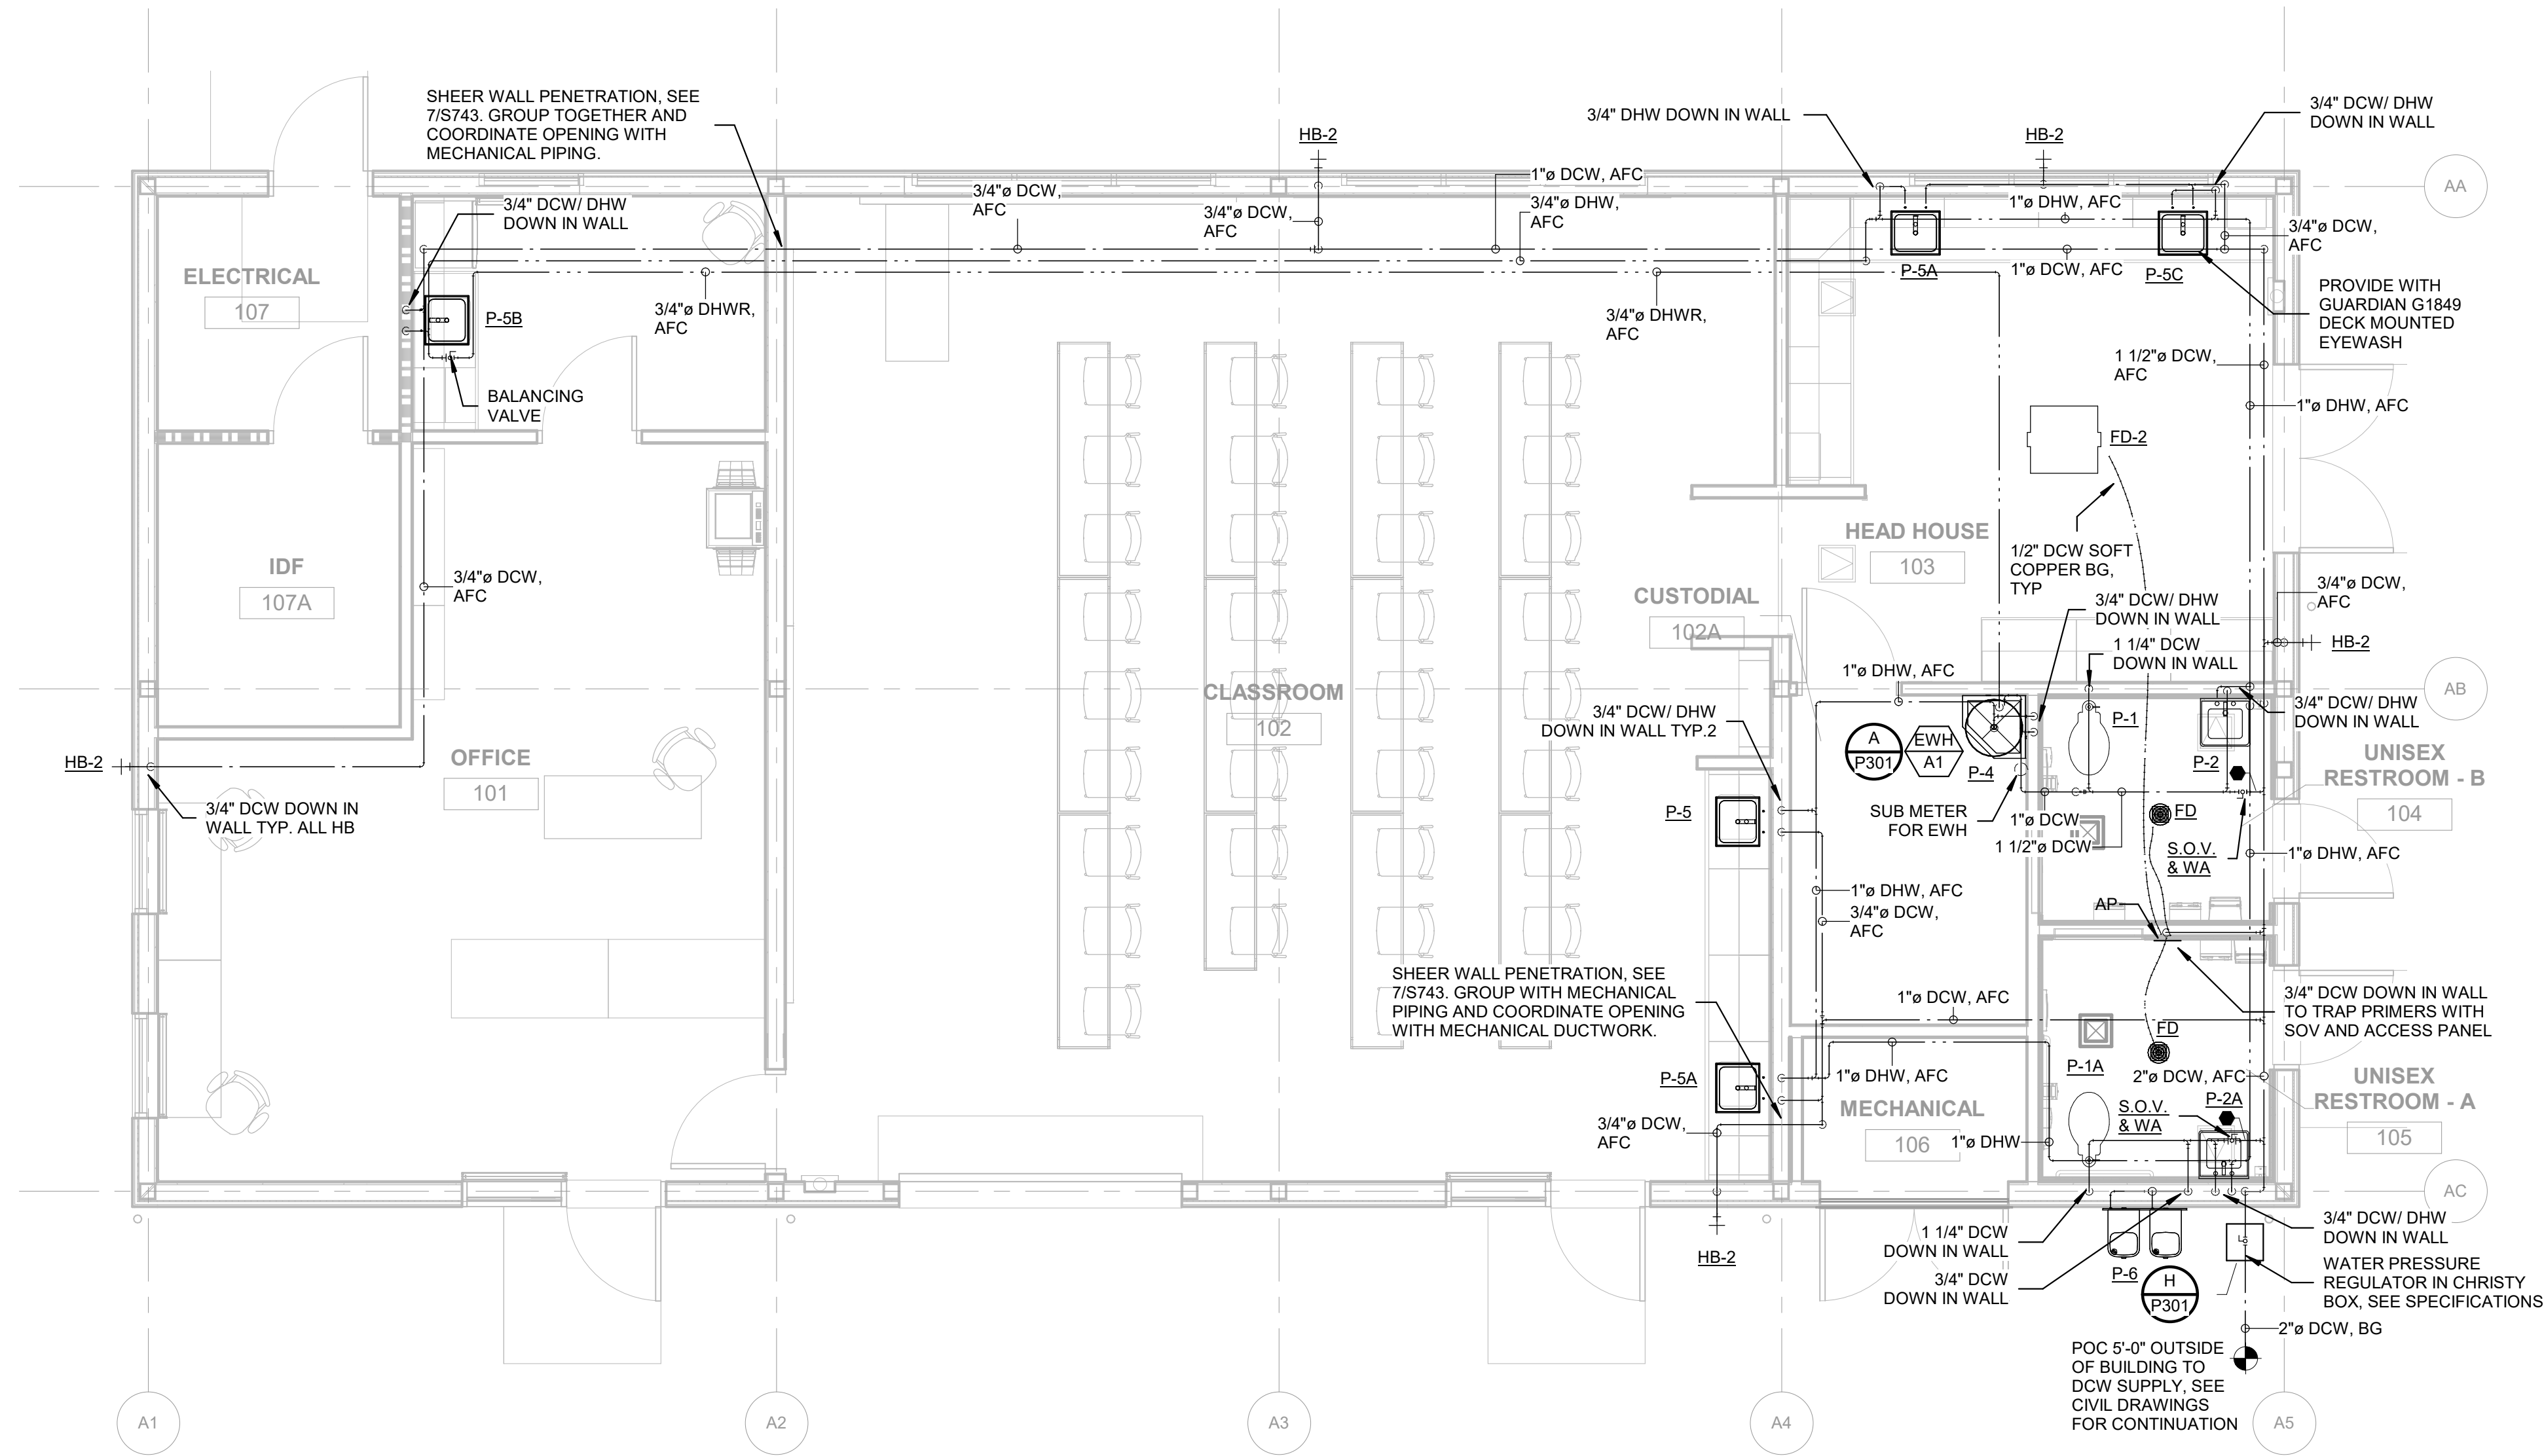 SHEER WALL PENETRATION, SEE
7/S743. GROUP TOGETHER AND
COORDINATE OPENING WITH
MECHANICAL PIPING.
HB-2
3/4" DHW DOWN IN WALL
HB-2
3/4" DCW/ DHW
DOWN IN WALL
3/4" DCW/ DHW
DOWN IN WALL
3/4"ø DCW,
AFC
3/4"ø DCW,
AFC
1"ø DCW, AFC
3/4"ø DHW,
AFC
1"ø DHW, AFC
AA
3/4"ø DCW,
AFC
ELECTRICAL
107
P-5B
3/4"ø DHWR,
AFC
3/4"ø DHWR,
AFC
P-5A
1"ø DCW, AFC
P-5C
PROVIDE WITH
GUARDIAN G1849
DECK MOUNTED
EYEWASH
BALANCING
VALVE
1 1/2"ø DCW,
AFC
1"ø DHW, AFC
FD-2
HEAD HOUSE
103
1/2" DCW SOFT
COPPER BG,
TYP
IDF
107A
3/4"ø DCW,
AFC
CUSTODIAL
102A
3/4" DCW/ DHW
DOWN IN WALL
3/4"ø DCW,
AFC
HB-2
1 1/4" DCW
DOWN IN WALL
1"ø DHW, AFC
CLASSROOM
102
AB
3/4" DCW/ DHW
DOWN IN WALL TYP.2
3/4" DCW/ DHW
DOWN IN WALL
A
P301
EWH
A1
P-4
P-1
P-2
UNISEX
RESTROOM - B
104
HB-2
OFFICE
101
3/4" DCW DOWN IN
WALL TYP. ALL HB
P-5
SUB METER
FOR EWH
1"ø DCW
1 1/2"ø DCW
FD
S.O.V.
& WA
1"ø DHW, AFC
1"ø DHW, AFC
3/4"ø DCW,
AFC
AP
SHEER WALL PENETRATION, SEE
7/S743. GROUP WITH MECHANICAL
PIPING AND COORDINATE OPENING
WITH MECHANICAL DUCTWORK.
1"ø DCW, AFC
3/4" DCW DOWN IN WALL
TO TRAP PRIMERS WITH
SOV AND ACCESS PANEL
FD
P-5A
1"ø DHW, AFC
P-1A
2"ø DCW, AFC
UNISEX
RESTROOM - A
105
MECHANICAL
106
3/4"ø DCW,
AFC
1"ø DHW
S.O.V.
& WA
P-2A
AC
HB-2
1 1/4" DCW
DOWN IN WALL
3/4" DCW
DOWN IN WALL
P-6
H
P301
3/4" DCW/ DHW
DOWN IN WALL
WATER PRESSURE
REGULATOR IN CHRISTY
BOX, SEE SPECIFICATIONS
2"ø DCW, BG
POC 5'-0" OUTSIDE
OF BUILDING TO
DCW SUPPLY, SEE
CIVIL DRAWINGS
FOR CONTINUATION
A1
A2
A3
A4
A5